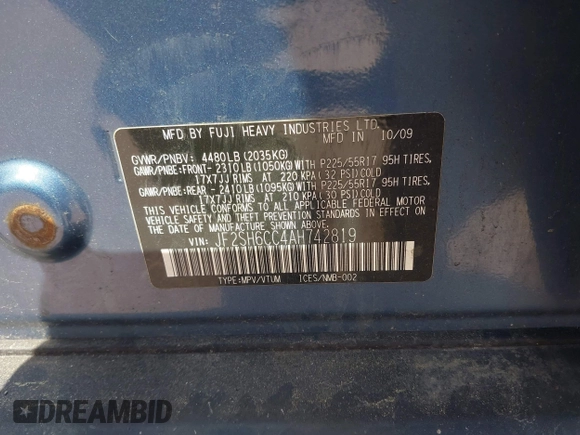 MFD BY FUJI HEAVY INDUSTRIES LTD.
MFD IN 10/09
GVWR/PNBV: 4480LB(2035KG)
GAWR/PNBE:FRONT- 2310LB(1050KG)WITH P225/55R17 95H TIRES,
17X7JJ RIMS AT 220 KPA(32 PSI)COLD
GAWR/PNBE:REAR - 2410LB(1095KG)WITH P225/55R17 95H TIRES,
17X7JJ RIMS AT 210 KPA(30 PSI)COLD
THIS VEHICLE CONFORMS TO ALL APPLICABLE FEDERAL MOTOR
VEHICLE SAFETY AND THEFT PREVENTION STANDARDS IN EFFECT
ON THE DATE OF MANUFACTURE SHOWN ABOVE.
VIN: JF2SH6CC4AH742819
TYPE:MPV/VTUM ICES/NMB-002
DREAMBID